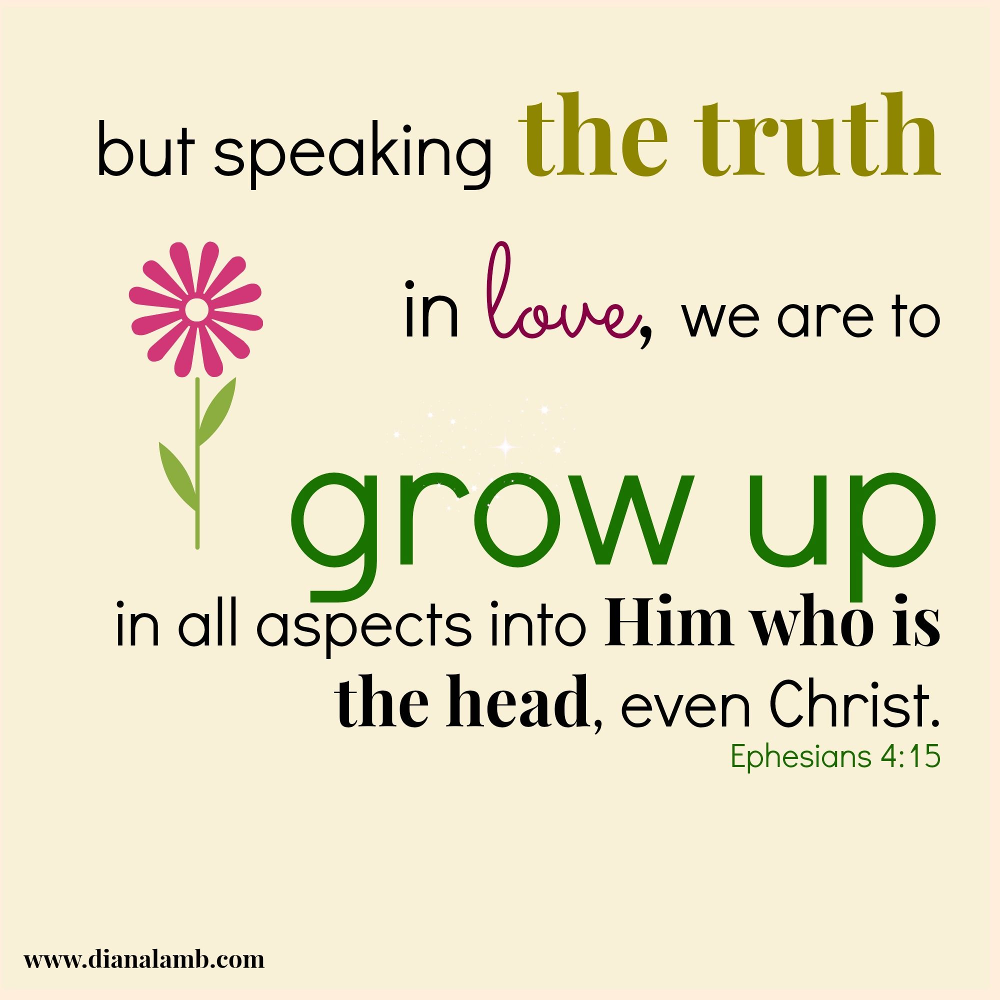 but speaking the truth
in love, we are to
grow up
in all aspects into Him who is
the head, even Christ.
Ephesians 4:15
www.dianalamb.com